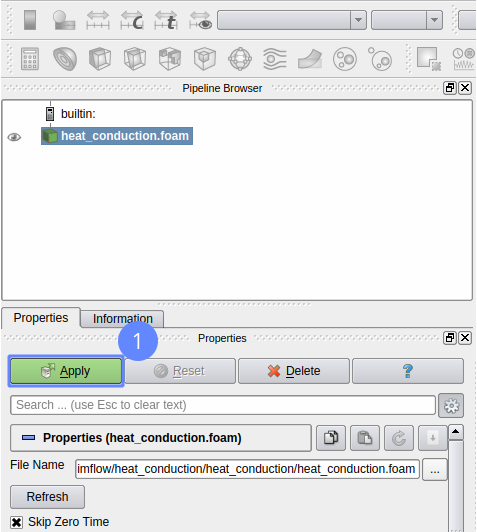 Pipeline Browser
builtin:
heat_conduction.foam
Properties
Information
1
Properties
Apply
Reset
Delete
?
Search ... (use Esc to clear text)
Properties (heat_conduction.foam)
File Name
imflow/heat_conduction/heat_conduction/heat_conduction.foam
...
Refresh
Skip Zero Time